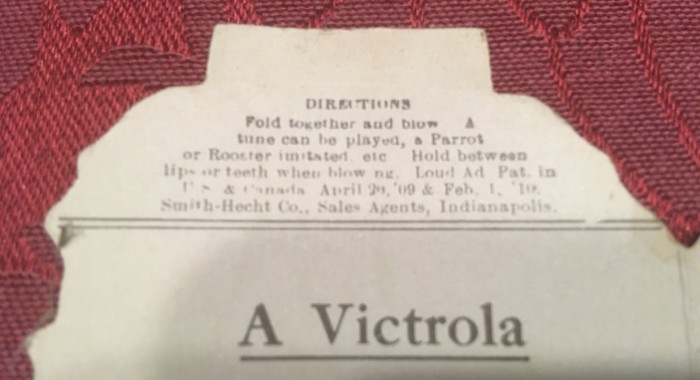 DIRECTIONS
Fold together and blow A
tune can be played, a Parrot
or Rooster imitated. etc Hold between
lips or teeth when blow ng. Loud Ad Pat. in
U S & Canada April 20, '09 & Feb. 1, '10.
Smith-Hecht Co., Sales Agents, Indianapolis.
A Victrola